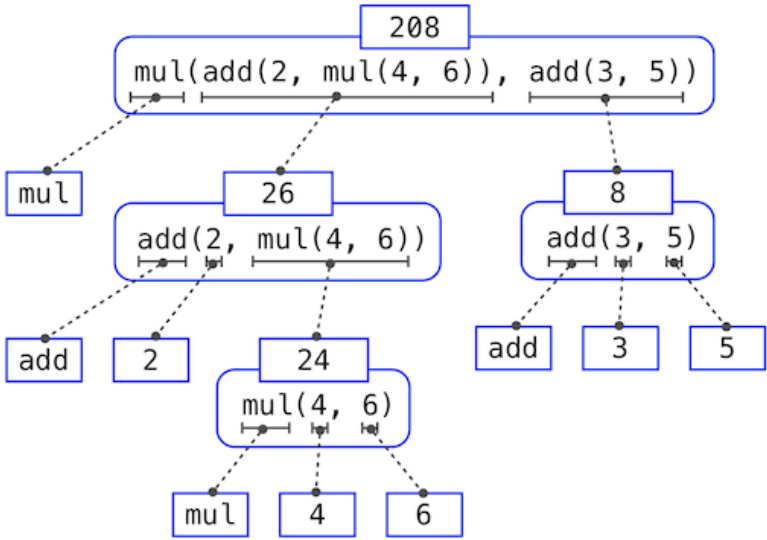 208
mul(add(2, mul(4, 6)), add(3, 5))
mul
26
8
add(2, mul(4, 6))
add(3, 5)
add
2
24
add
3
5
mul(4, 6)
mul
4
6